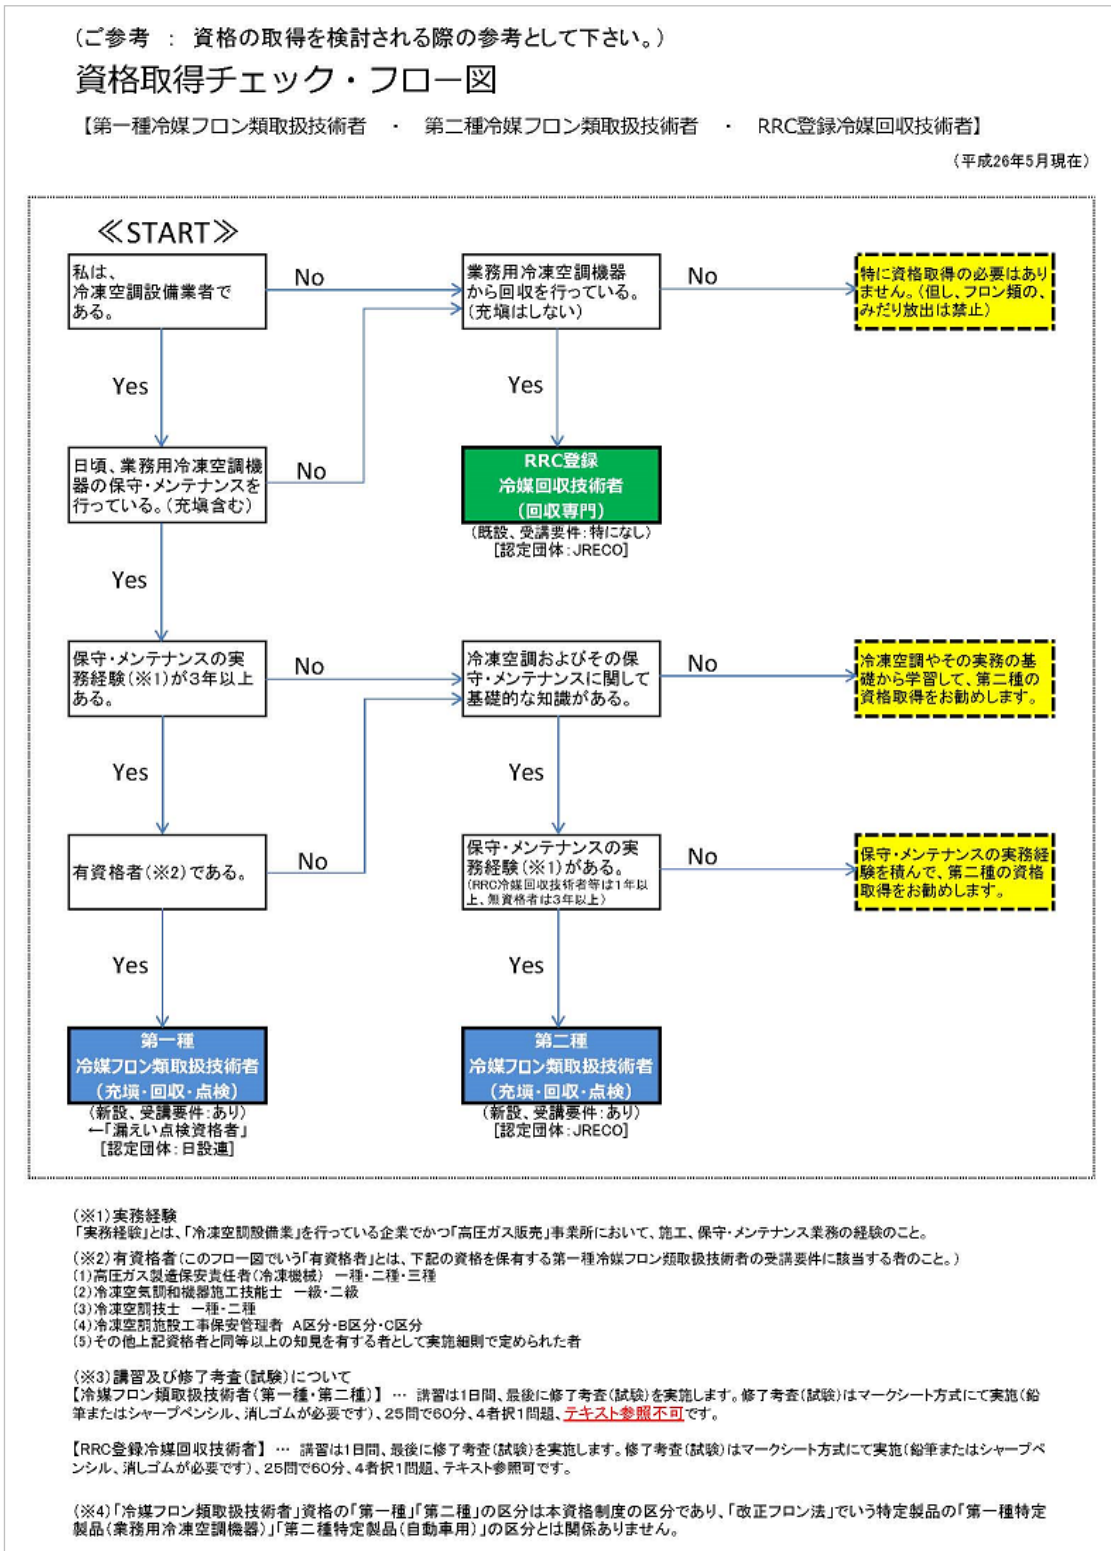 (ご参考 : 資格の取得を検討される際の参考として下さい。)
資格取得チェック・フロー図
【第一種冷媒フロン類取扱技術者 ・ 第二種冷媒フロン類取扱技術者 ・ RRC登録冷媒回収技術者】
(平成26年5月現在)
≪START≫
私は、
冷凍空調設備業者で
ある。
No
業務用冷凍空調機器
から回収を行っている。
(充塡はしない)
No
特に資格取得の必要はあり
ません。(但し、フロン類の、
みだり放出は禁止)
Yes
Yes
日頃、業務用冷凍空調機
器の保守・メンテナンスを
行っている。(充塡含む)
No
RRC登録
冷媒回収技術者
(回収専門)
(既設、受講要件:特になし)
[認定団体:JRECO]
Yes
保守・メンテナンスの実
務経験(※1)が3年以上
ある。
No
冷凍空調およびその保
守・メンテナンスに関して
基礎的な知識がある。
No
冷凍空調やその実務の基
礎から学習して、第二種の
資格取得をお勧めします。
Yes
Yes
有資格者(※2)である。
No
保守・メンテナンスの実
務経験(※1)がある。
(RRC冷媒回収技術者等は1年以
上、無資格者は3年以上)
No
保守・メンテナンスの実務経
験を積んで、第二種の資格
取得をお勧めします。
Yes
Yes
第一種
冷媒フロン類取扱技術者
(充塡・回収・点検)
(新設、受講要件:あり)
←「漏えい点検資格者」
[認定団体:日設連]
第二種
冷媒フロン類取扱技術者
(充塡・回収・点検)
(新設、受講要件:あり)
[認定団体:JRECO]
(※1)実務経験
「実務経験」とは、「冷凍空調設備業」を行っている企業でかつ「高圧ガス販売」事業所において、施工、保守・メンテナンス業務の経験のこと。
(※2)有資格者(このフロー図でいう「有資格者」とは、下記の資格を保有する第一種冷媒フロン類取扱技術者の受講要件に該当する者のこと。)
(1)高圧ガス製造保安責任者(冷凍機械) 一種・二種・三種
(2)冷凍空気調和機器施工技能士 一級・二級
(3)冷凍空調技士 一種・二種
(4)冷凍空調施設工事保安管理者 A区分・B区分・C区分
(5)その他上記資格者と同等以上の知見を有する者として実施細則で定められた者
(※3)講習及び修了考査(試験)について
【冷媒フロン類取扱技術者(第一種・第二種)】 … 講習は1日間、最後に修了考査(試験)を実施します。修了考査(試験)はマークシート方式にて実施(鉛
筆またはシャープペンシル、消しゴムが必要です)、25問で60分、4者択1問題、テキスト参照不可です。
【RRC登録冷媒回収技術者】 … 講習は1日間、最後に修了考査(試験)を実施します。修了考査(試験)はマークシート方式にて実施(鉛筆またはシャープペ
ンシル、消しゴムが必要です)、25問で60分、4者択1問題、テキスト参照可です。
(※4)「冷媒フロン類取扱技術者」資格の「第一種」「第二種」の区分は本資格制度の区分であり、「改正フロン法」でいう特定製品の「第一種特定
製品(業務用冷凍空調機器)」「第二種特定製品(自動車用)」の区分とは関係ありません。